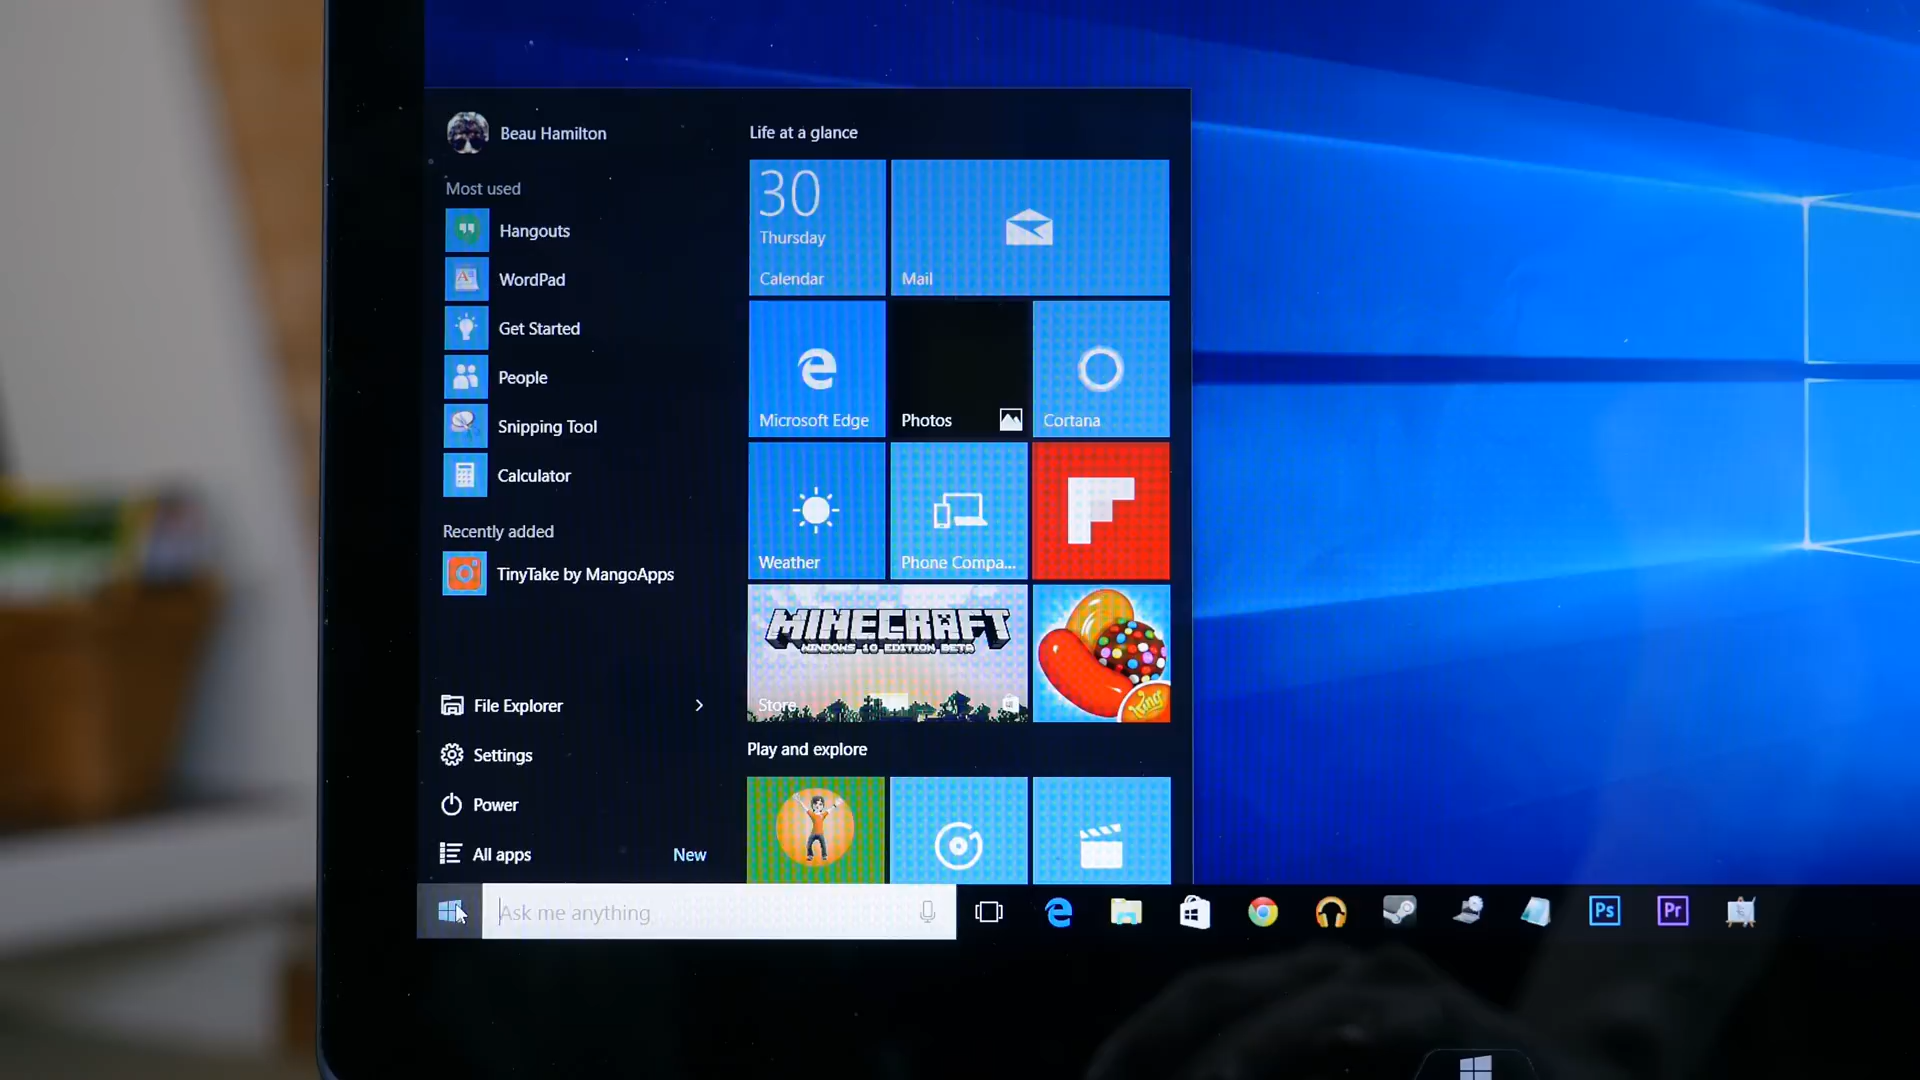 Beau Hamilton
Most used
Hangouts
WordPad
Get Started
People
Snipping Tool
Calculator
Recently added
TinyTake by MangoApps
File Explorer
Settings
Power
All apps
New
Life at a glance
30
Thursday
Calendar
Mail
Microsoft Edge
Photos
Cortana
Weather
Phone Compa...
MINECRAFT
WINDOWS 10 EDITION BETA
Store
King
Play and explore
Ask me anything
Ps
Pr